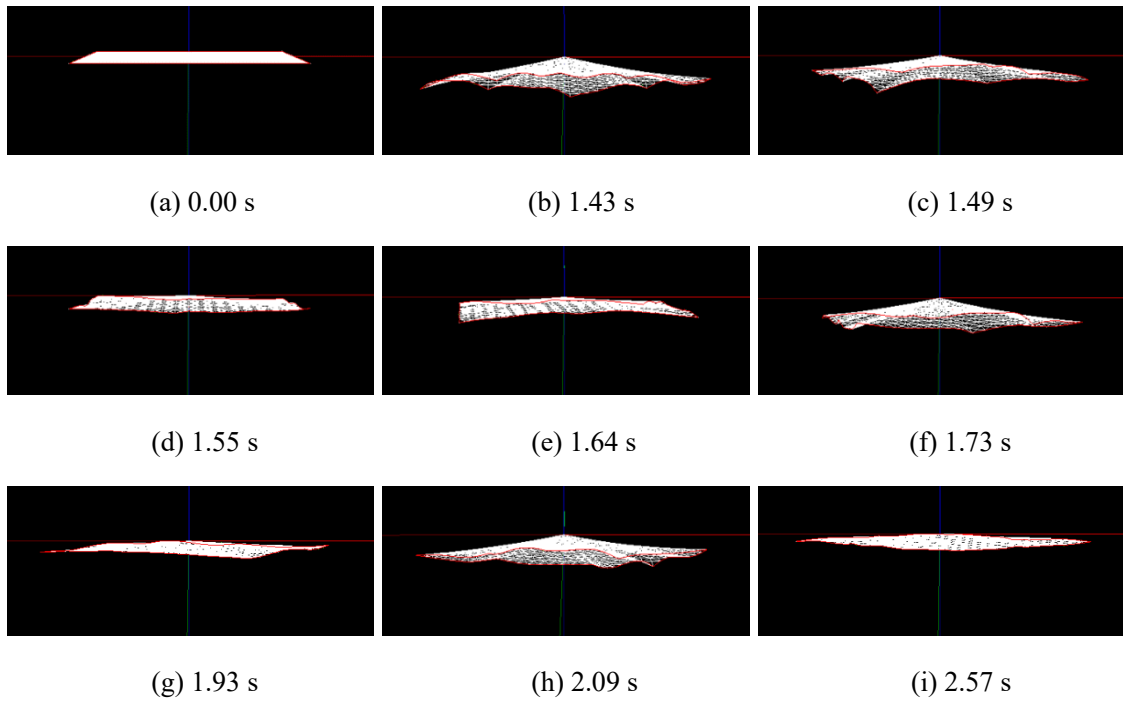 (a) 0.00 s
(b) 1.43 s
(c) 1.49 s
(d) 1.55 s
(e) 1.64 s
(f) 1.73 s
(g) 1.93 s
(h) 2.09 s
(i) 2.57 s